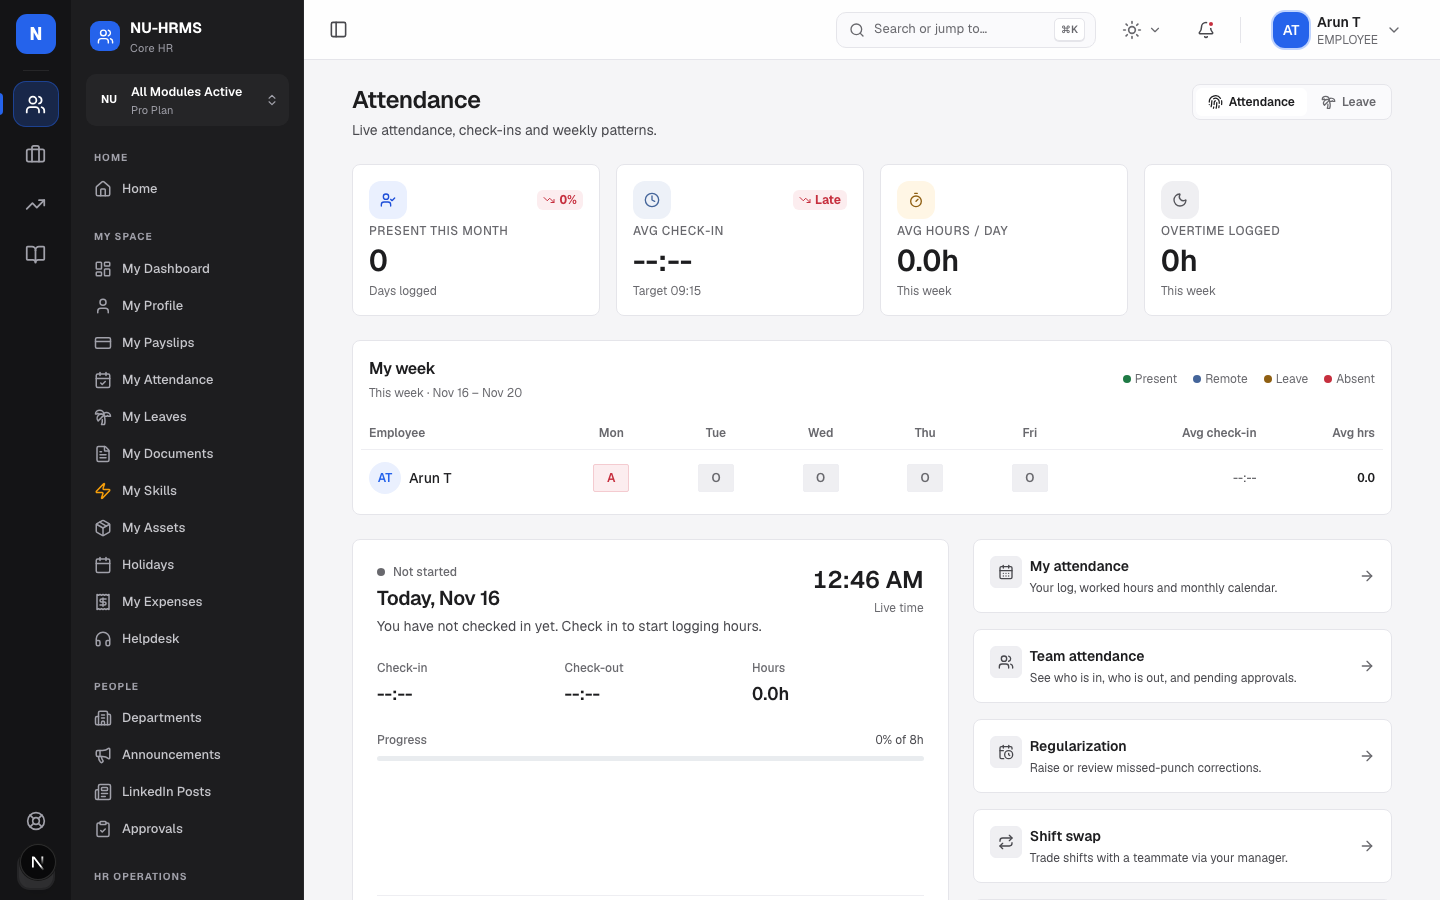 N
NU-HRMS
Core HR
NU
All Modules Active
Pro Plan
HOME
Home
MY SPACE
My Dashboard
My Profile
My Payslips
My Attendance
My Leaves
My Documents
My Skills
My Assets
Holidays
My Expenses
Helpdesk
PEOPLE
Departments
Announcements
LinkedIn Posts
Approvals
HR OPERATIONS
N
Search or jump to...
⌘K
AT
Arun T
EMPLOYEE
Attendance
Live attendance, check-ins and weekly patterns.
Attendance
Leave
0%
PRESENT THIS MONTH
0
Days logged
Late
AVG CHECK-IN
--:--
Target 09:15
AVG HOURS / DAY
0.0h
This week
OVERTIME LOGGED
0h
This week
My week
This week · Nov 16 – Nov 20
Present Remote Leave Absent
Employee Mon Tue Wed Thu Fri Avg check-in Avg hrs
AT Arun T A O O O O --:-- 0.0
Not started
Today, Nov 16
You have not checked in yet. Check in to start logging hours.
12:46 AM
Live time
Check-in Check-out Hours
--:-- --:-- 0.0h
Progress 0% of 8h
My attendance
Your log, worked hours and monthly calendar.
Team attendance
See who is in, who is out, and pending approvals.
Regularization
Raise or review missed-punch corrections.
Shift swap
Trade shifts with a teammate via your manager.